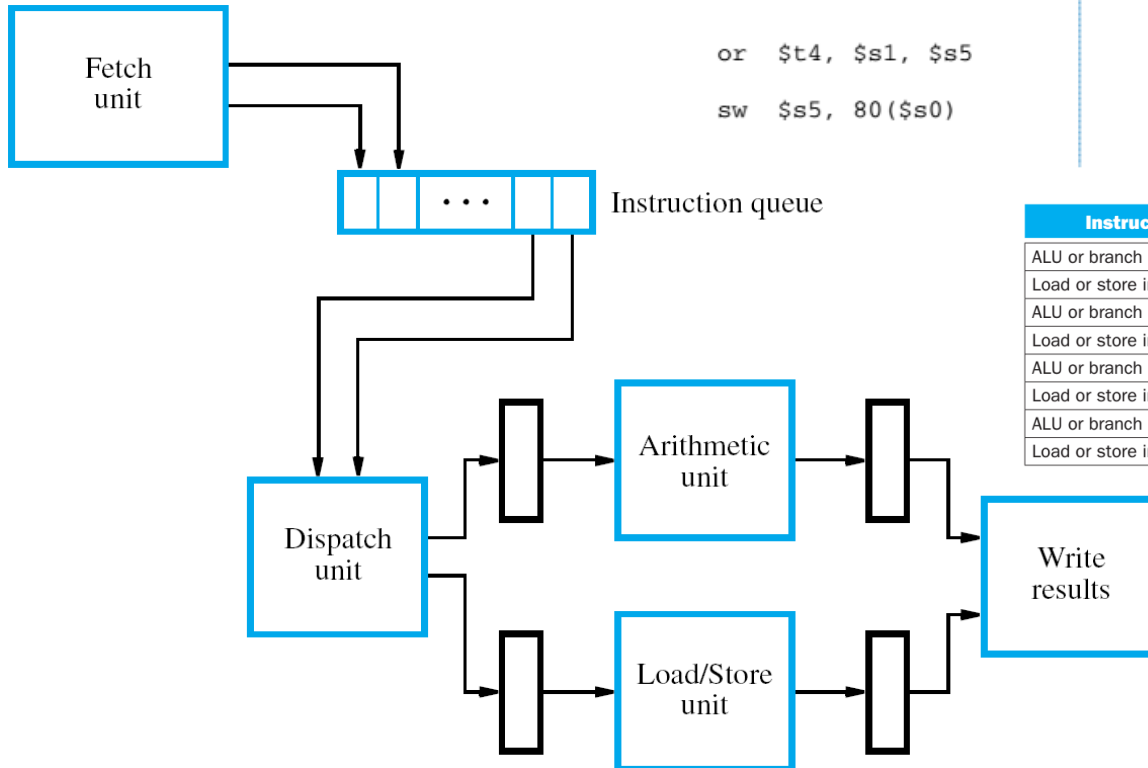 Fetch
unit
or $t4, $s1, $s5
sw $s5, 80($s0)
Instruction queue
ALU or branch
Load or store
ALU or branch
Load or store
ALU or branch
Load or store
ALU or branch
Load or store
Arithmetic
unit
Dispatch
unit
Write
results
Load/Store
unit